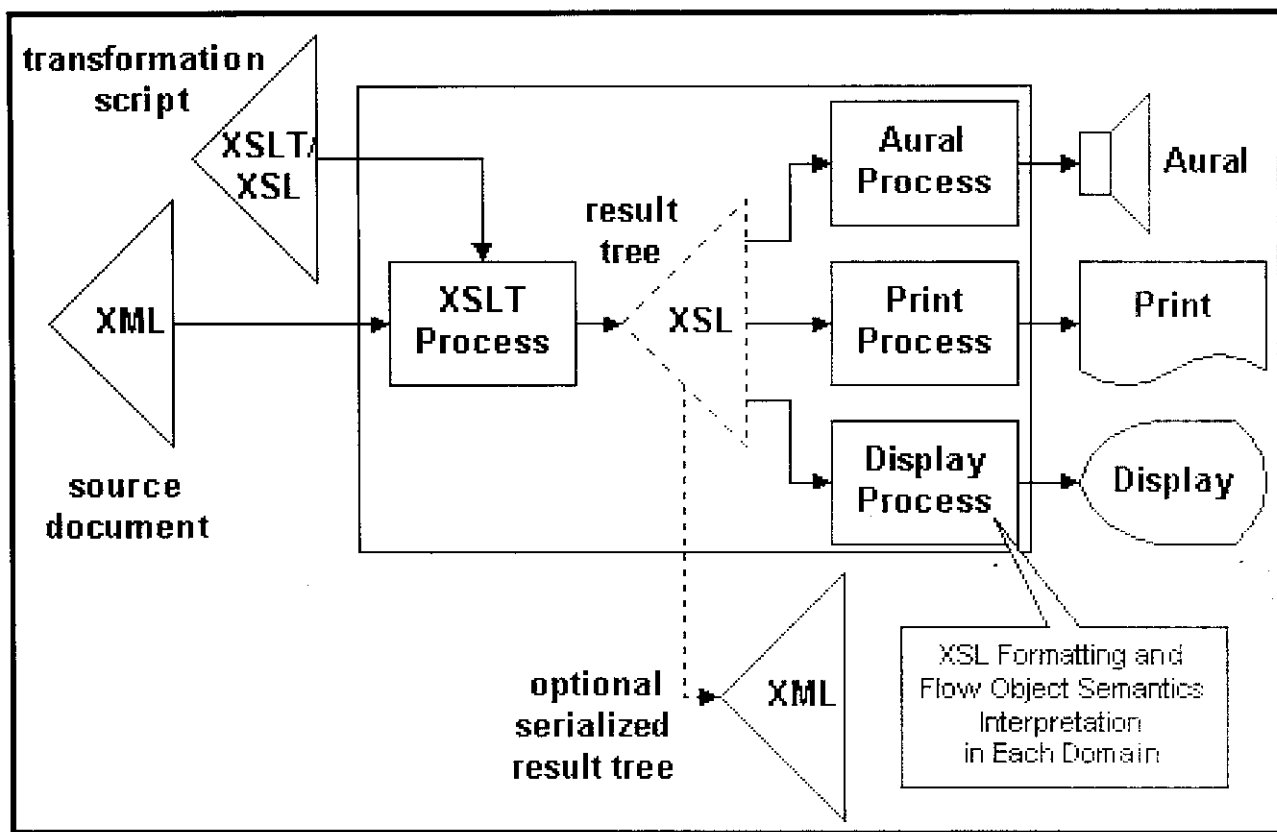 transformation
script
XSLT/
XSL
XML
source
document
XSLT
Process
result
tree
XSL
Aural
Process
Aural
Print
Process
Print
Display
Process
Display
optional
serialized
result tree
XML
XSL Formatting and
Flow Object Semantics
Interpretation
in Each Domain